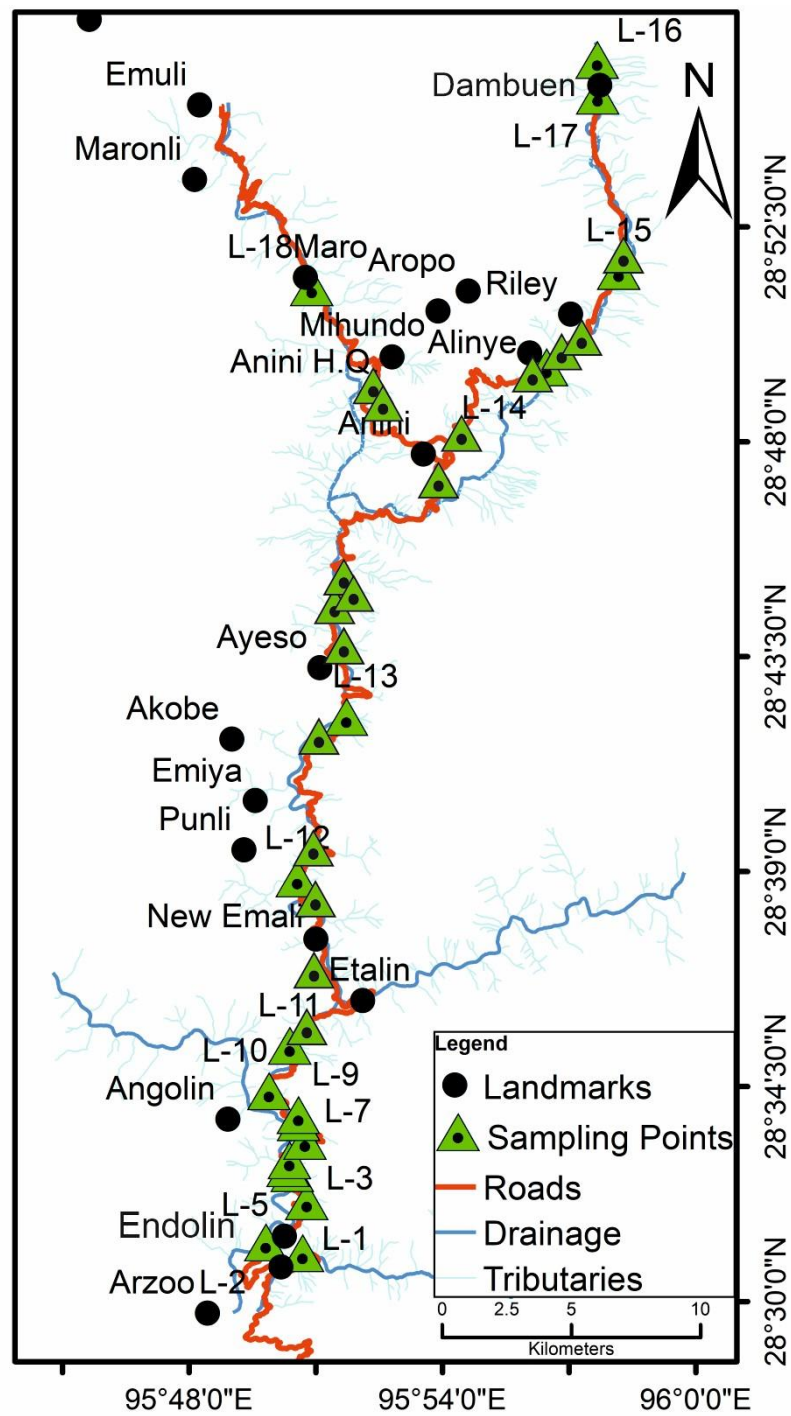 L-16
Emuli
N
Dambuen
Maronli
L-17
28°52'30"N
L-15
L-18Maro
Aropo
Riley
Mihundo
Anini H.Q
Alinye
L-14
Anini
28°48'0"N
Ayeso
28°43'30"N
L-13
Akobe
Emiya
Punli
L-12
28°39'0"N
New Emali
Etalin
L-11
L-10
Legend
L-9
Angolin
Landmarks
28°34'30"N
L-7
Sampling Points
L-3
Roads
L-5
Endolin
Drainage
L-1
Arzoo L-2
Tributaries
28°30'0"N
0 2.5 5 10
Kilometers
95°48'0"E 95°54'0"E 96°0'0"E